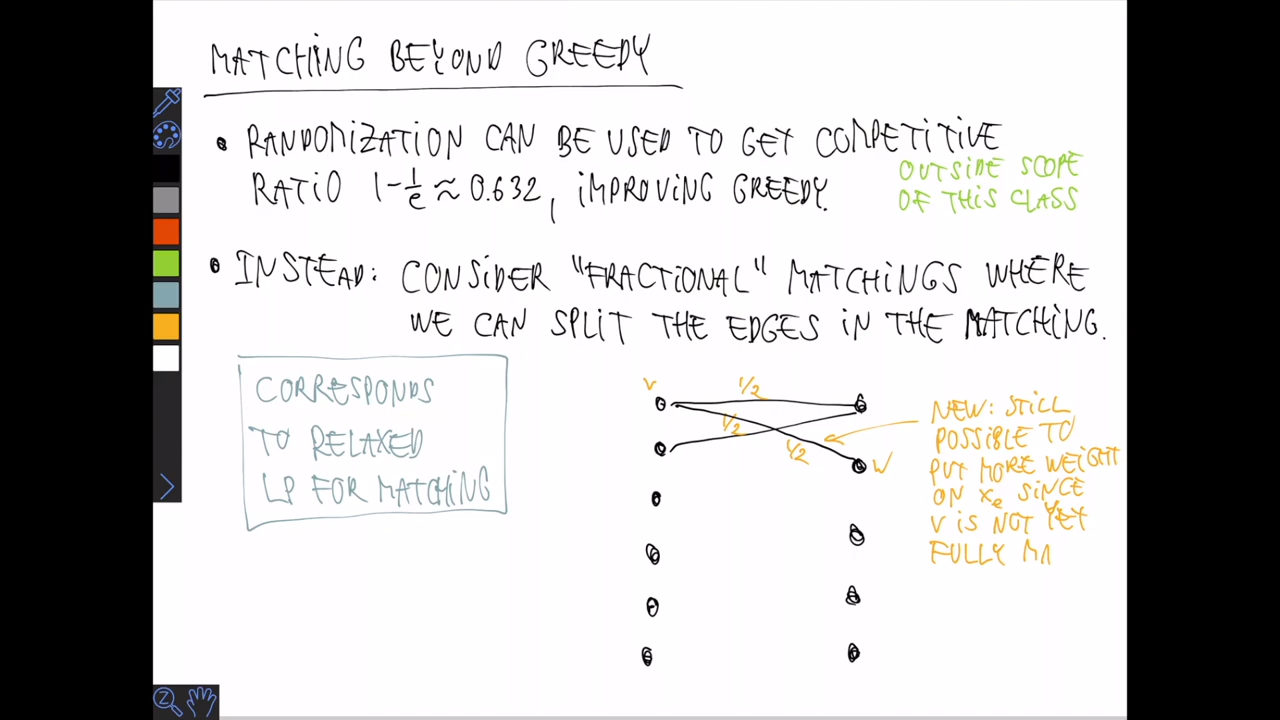 MATCHING BEYOND GREEDY
• RANDOMIZATION CAN BE USED TO GET COMPETITIVE
RATIO 1-1/e ≈ 0.632, IMPROVING GREEDY.
OUTSIDE SCOPE
OF THIS CLASS
• INSTEAD: CONSIDER "FRACTIONAL" MATCHINGS WHERE
WE CAN SPLIT THE EDGES IN THE MATCHING.
CORRESPONDS
TO RELAXED
LP FOR MATCHING
v
1/2
1/2
1/2
W
NEW: STILL
POSSIBLE TO
PUT MORE WEIGHT
ON x_e SINCE
V IS NOT YET
FULLY MA
Z